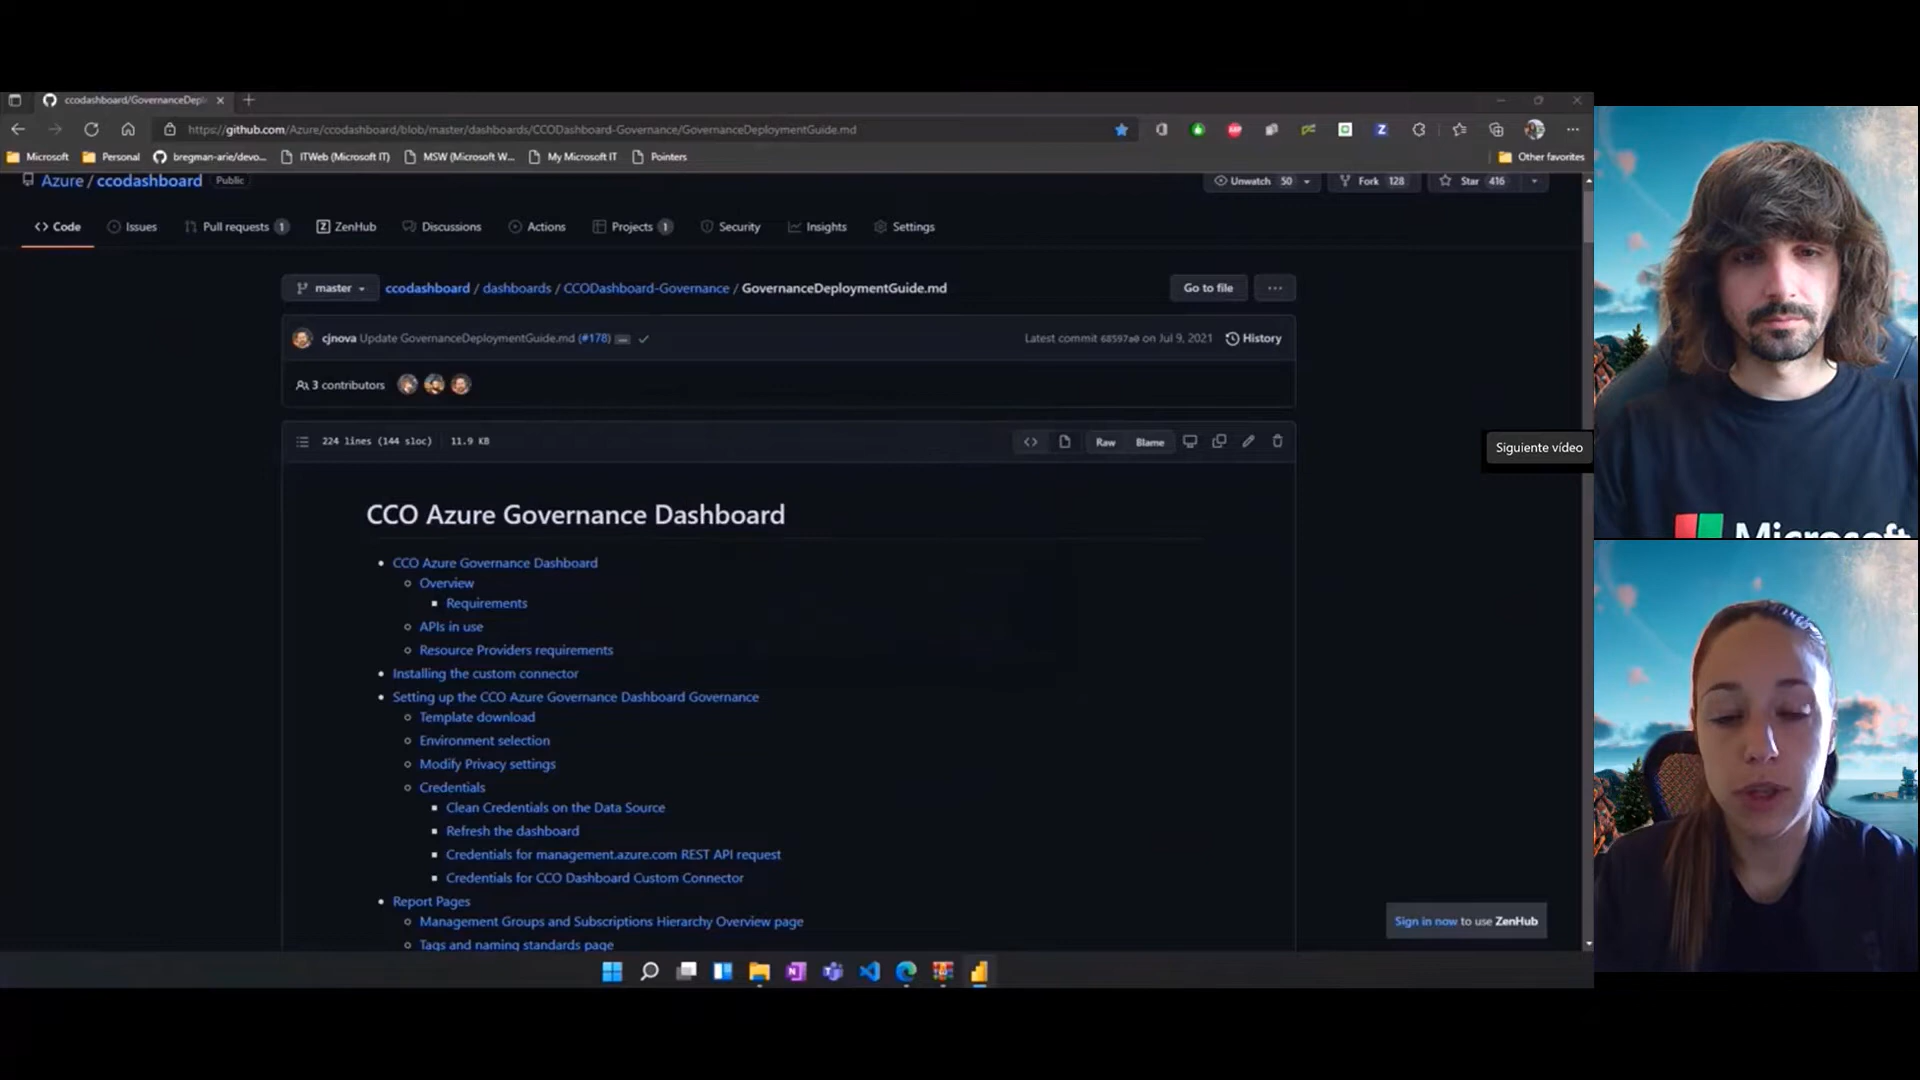 ccodashboard/GovernanceDepl
https://github.com/Azure/ccodashboard/blob/master/dashboards/CCODashboard-Governance/GovernanceDeploymentGuide.md
Microsoft Personal bregman-arie/devo... ITWeb (Microsoft IT) MSW (Microsoft W... My Microsoft IT Pointers Other favorites
Azure / ccodashboard Public Unwatch 50 Fork 128 Star 416
Code Issues Pull requests 1 ZenHub Discussions Actions Projects 1 Security Insights Settings
master ccodashboard / dashboards / CCODashboard-Governance / GovernanceDeploymentGuide.md Go to file ...
cjnova Update GovernanceDeploymentGuide.md (#178) ... Latest commit 68597a0 on Jul 9, 2021 History
3 contributors
224 lines (144 sloc) 11.9 KB Raw Blame
Siguiente vídeo
CCO Azure Governance Dashboard
CCO Azure Governance Dashboard
Overview
Requirements
APIs in use
Resource Providers requirements
Installing the custom connector
Setting up the CCO Azure Governance Dashboard Governance
Template download
Environment selection
Modify Privacy settings
Credentials
Clean Credentials on the Data Source
Refresh the dashboard
Credentials for management.azure.com REST API request
Credentials for CCO Dashboard Custom Connector
Report Pages
Management Groups and Subscriptions Hierarchy Overview page
Tags and naming standards page
Sign in now to use ZenHub
Microsoft